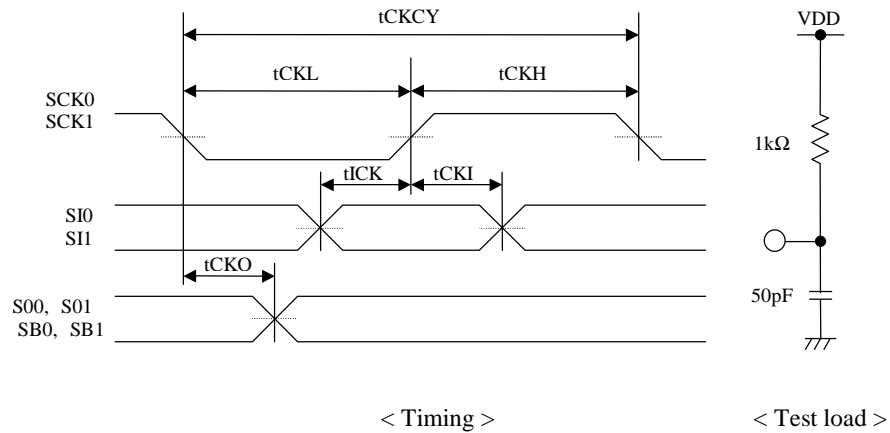 tCKCY
VDD
tCKL
tCKH
SCK0
SCK1
1kΩ
tICK
tCKI
SI0
SI1
tCKO
50pF
S00, S01
SB0, SB1
< Timing >
< Test load >